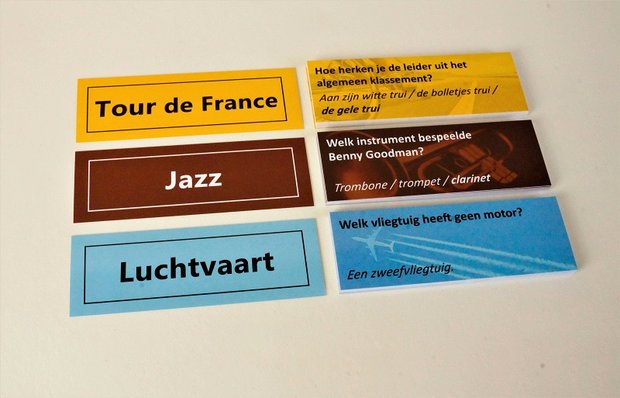 Tour de France
Hoe herken je de leider uit het
algemeen klassement?
Aan zijn witte trui / de bolletjes trui /
de gele trui
Jazz
Welk instrument bespeelde
Benny Goodman?
Trombone / trompet / clarinet
Luchtvaart
Welk vliegtuig heeft geen motor?
Een zweefvliegtuig.